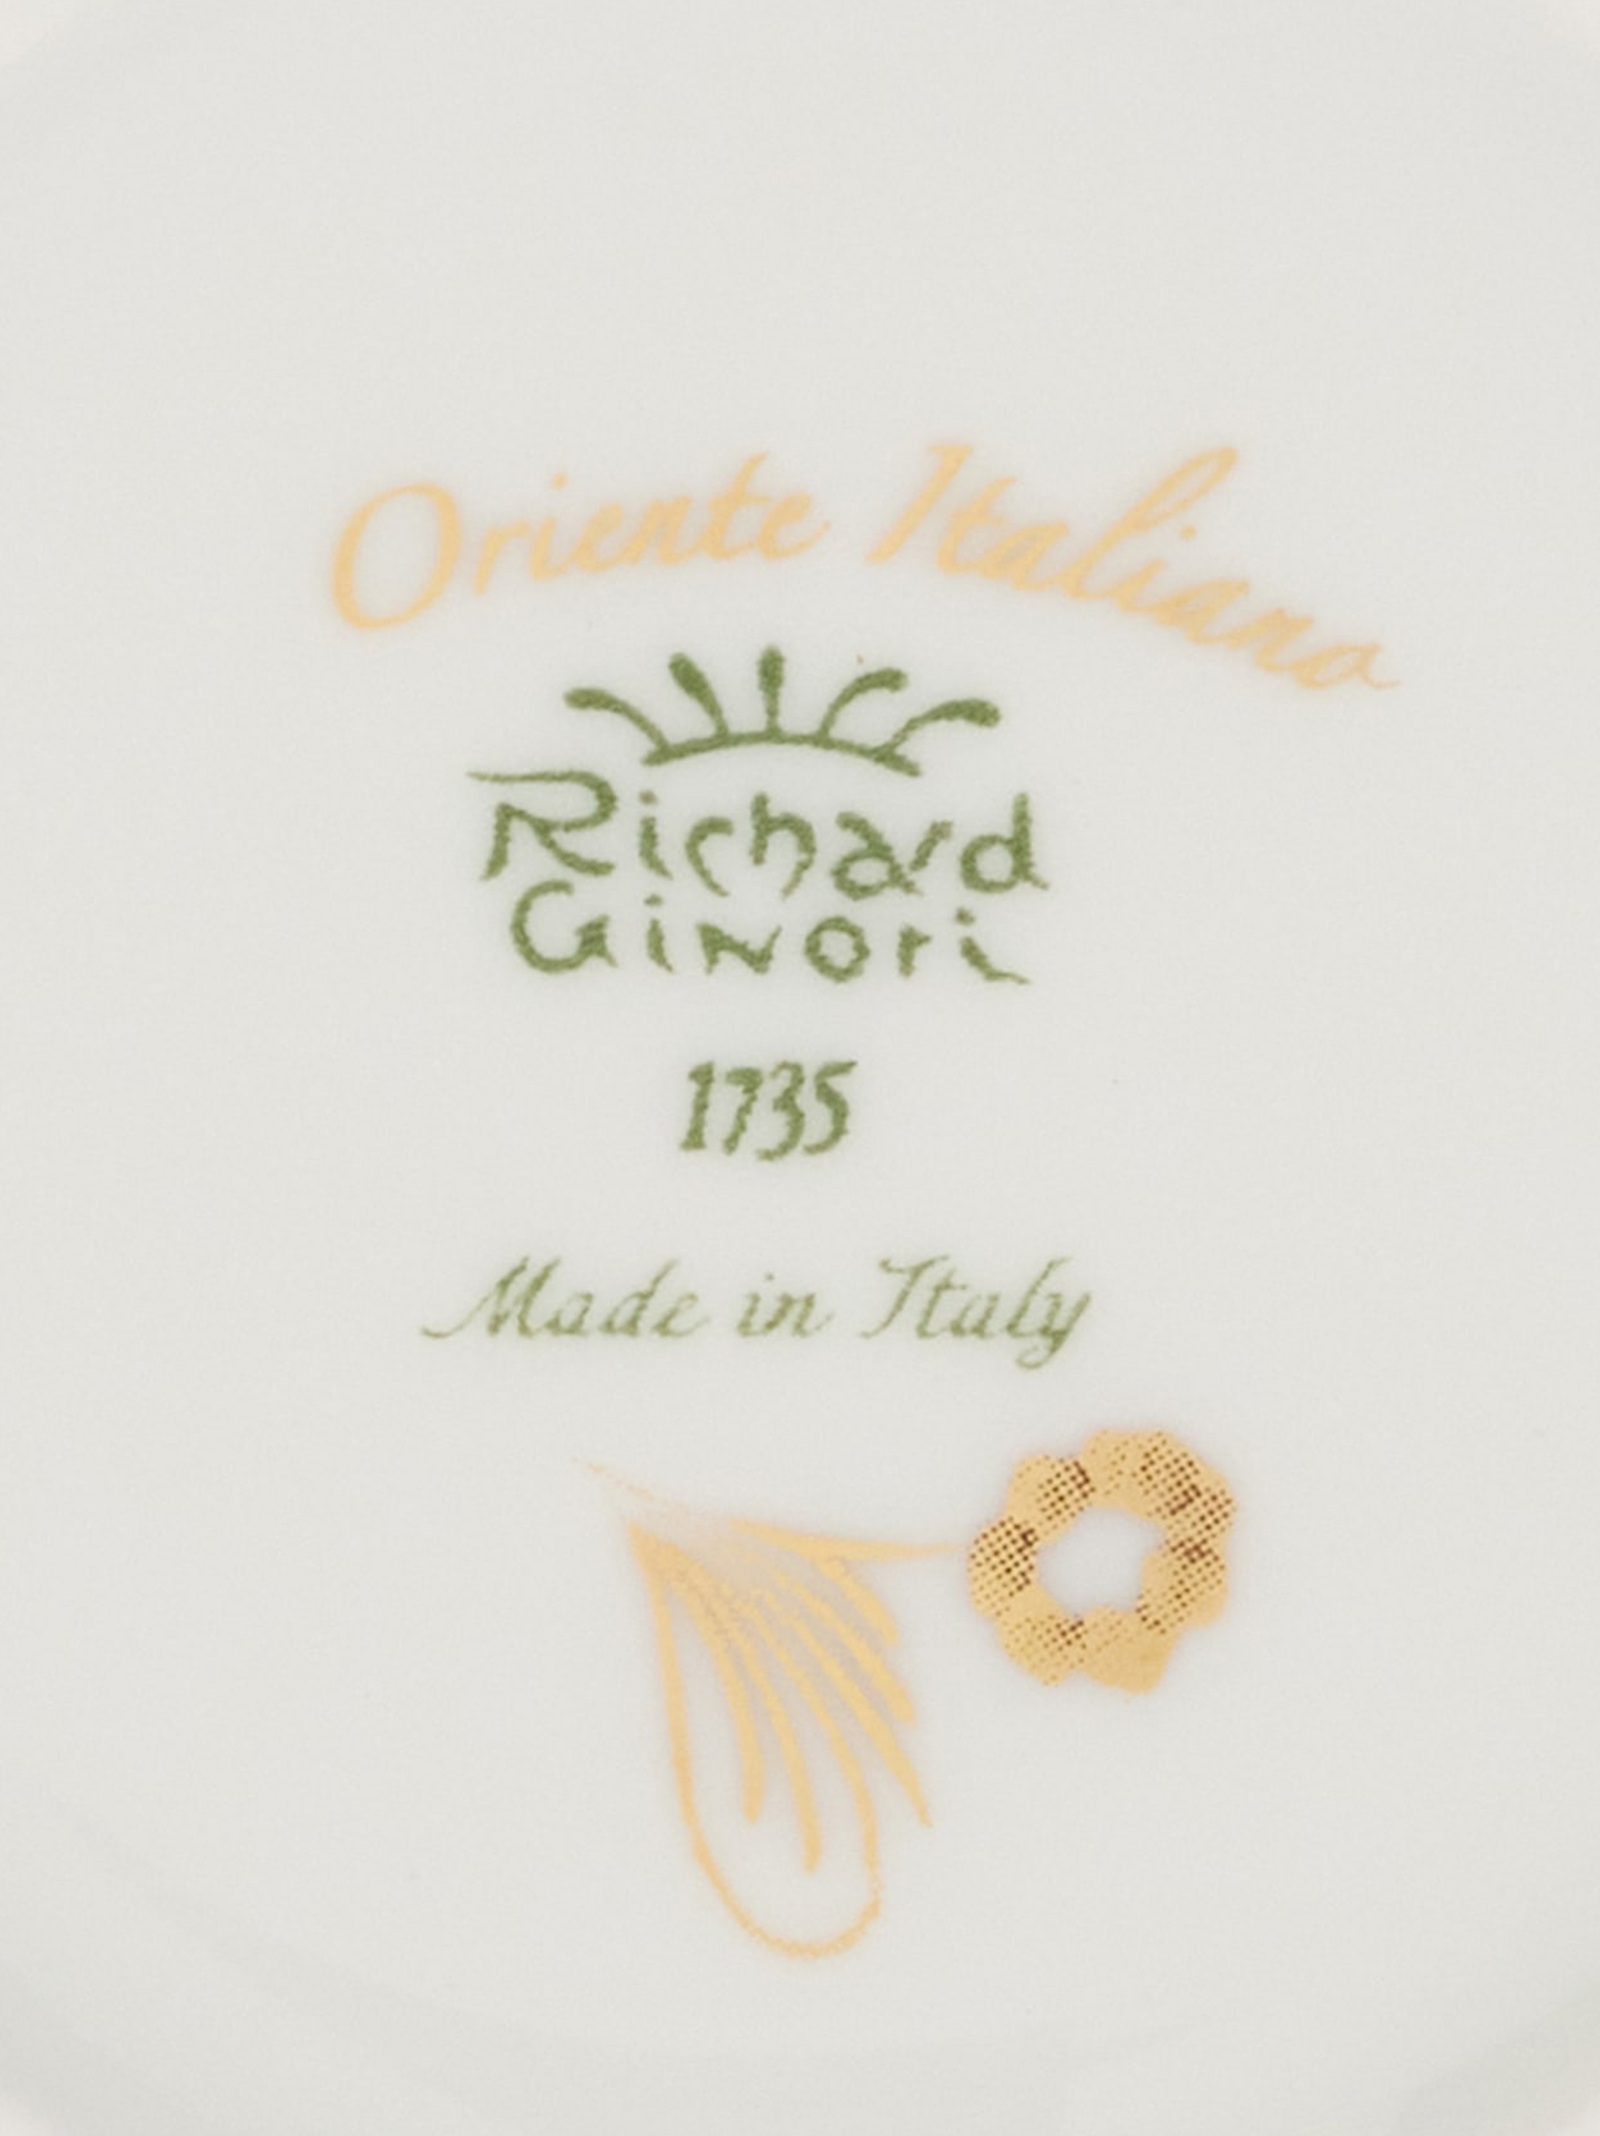 Oriente Italiano
Richard
Ginori
1735
Made in Italy